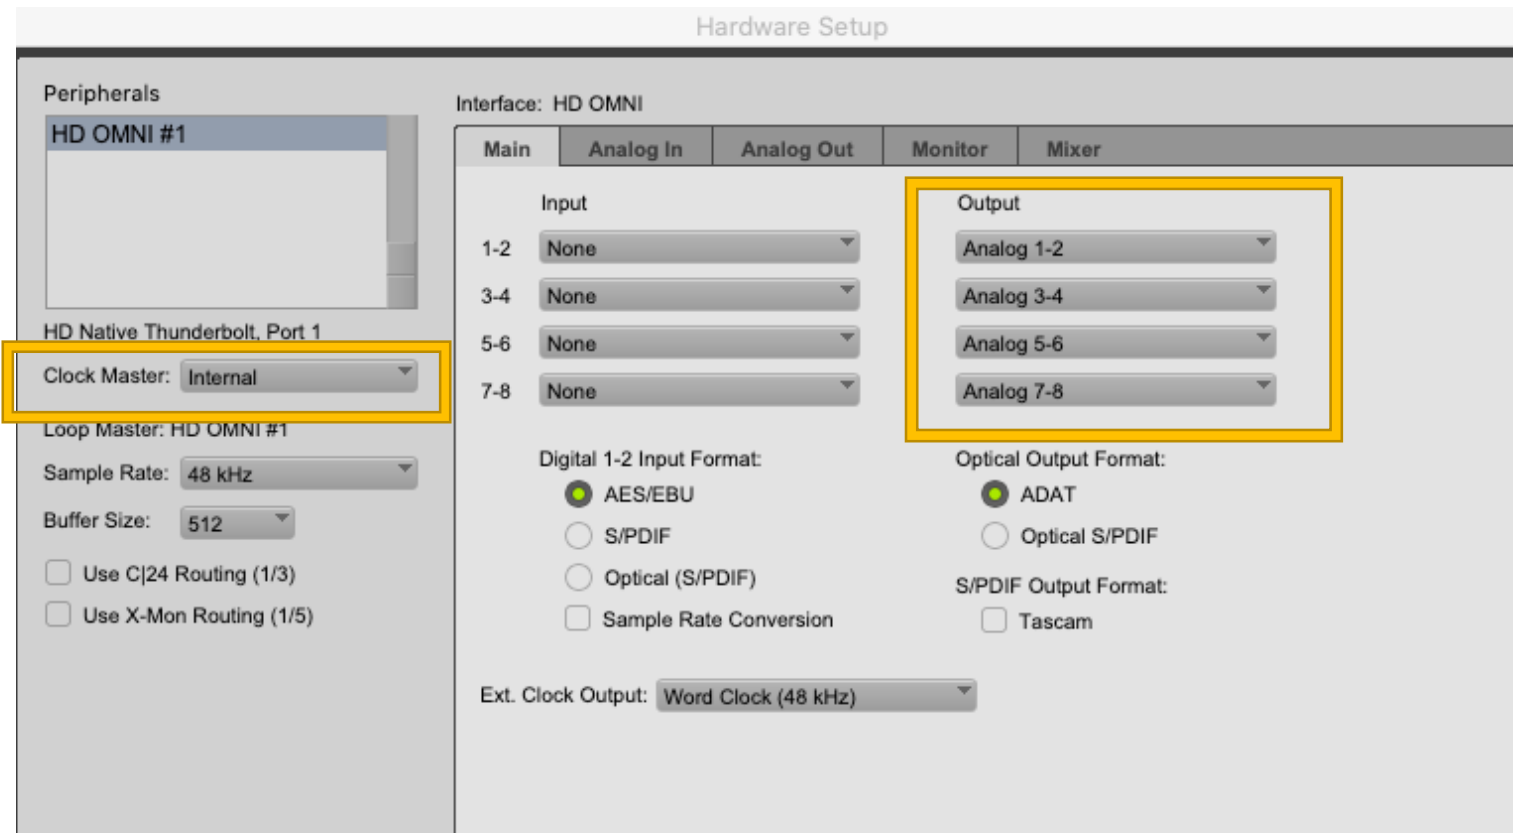 Hardware Setup
Peripherals
HD OMNI #1
HD Native Thunderbolt, Port 1
Clock Master: Internal
Loop Master: HD OMNI #1
Sample Rate: 48 kHz
Buffer Size: 512
Use C|24 Routing (1/3)
Use X-Mon Routing (1/5)
Interface: HD OMNI
Main Analog In Analog Out Monitor Mixer
Input Output
1-2 None Analog 1-2
3-4 None Analog 3-4
5-6 None Analog 5-6
7-8 None Analog 7-8
Digital 1-2 Input Format: Optical Output Format:
AES/EBU ADAT
S/PDIF Optical S/PDIF
Optical (S/PDIF) S/PDIF Output Format:
Sample Rate Conversion Tascam
Ext. Clock Output: Word Clock (48 kHz)